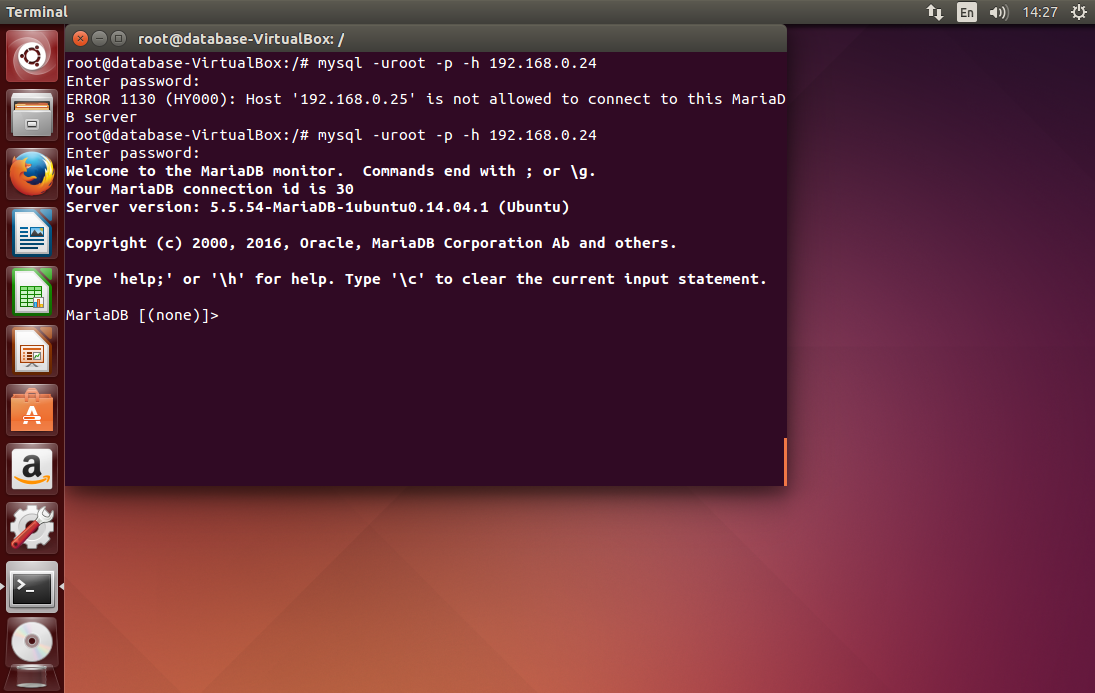 Terminal
En
14:27
root@database-VirtualBox: /
root@database-VirtualBox:/# mysql -uroot -p -h 192.168.0.24
Enter password:
ERROR 1130 (HY000): Host '192.168.0.25' is not allowed to connect to this MariaD
B server
root@database-VirtualBox:/# mysql -uroot -p -h 192.168.0.24
Enter password:
Welcome to the MariaDB monitor.  Commands end with ; or \g.
Your MariaDB connection id is 30
Server version: 5.5.54-MariaDB-1ubuntu0.14.04.1 (Ubuntu)
Copyright (c) 2000, 2016, Oracle, MariaDB Corporation Ab and others.
Type 'help;' or '\h' for help. Type '\c' to clear the current input statement.
MariaDB [(none)]>